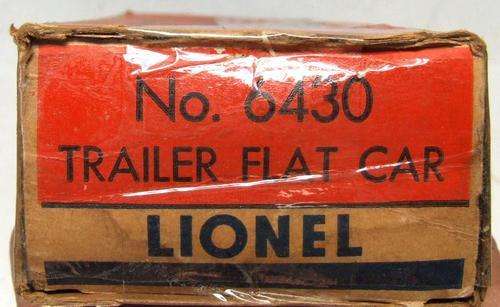 No. 6430
TRAILER FLAT CAR
LIONEL